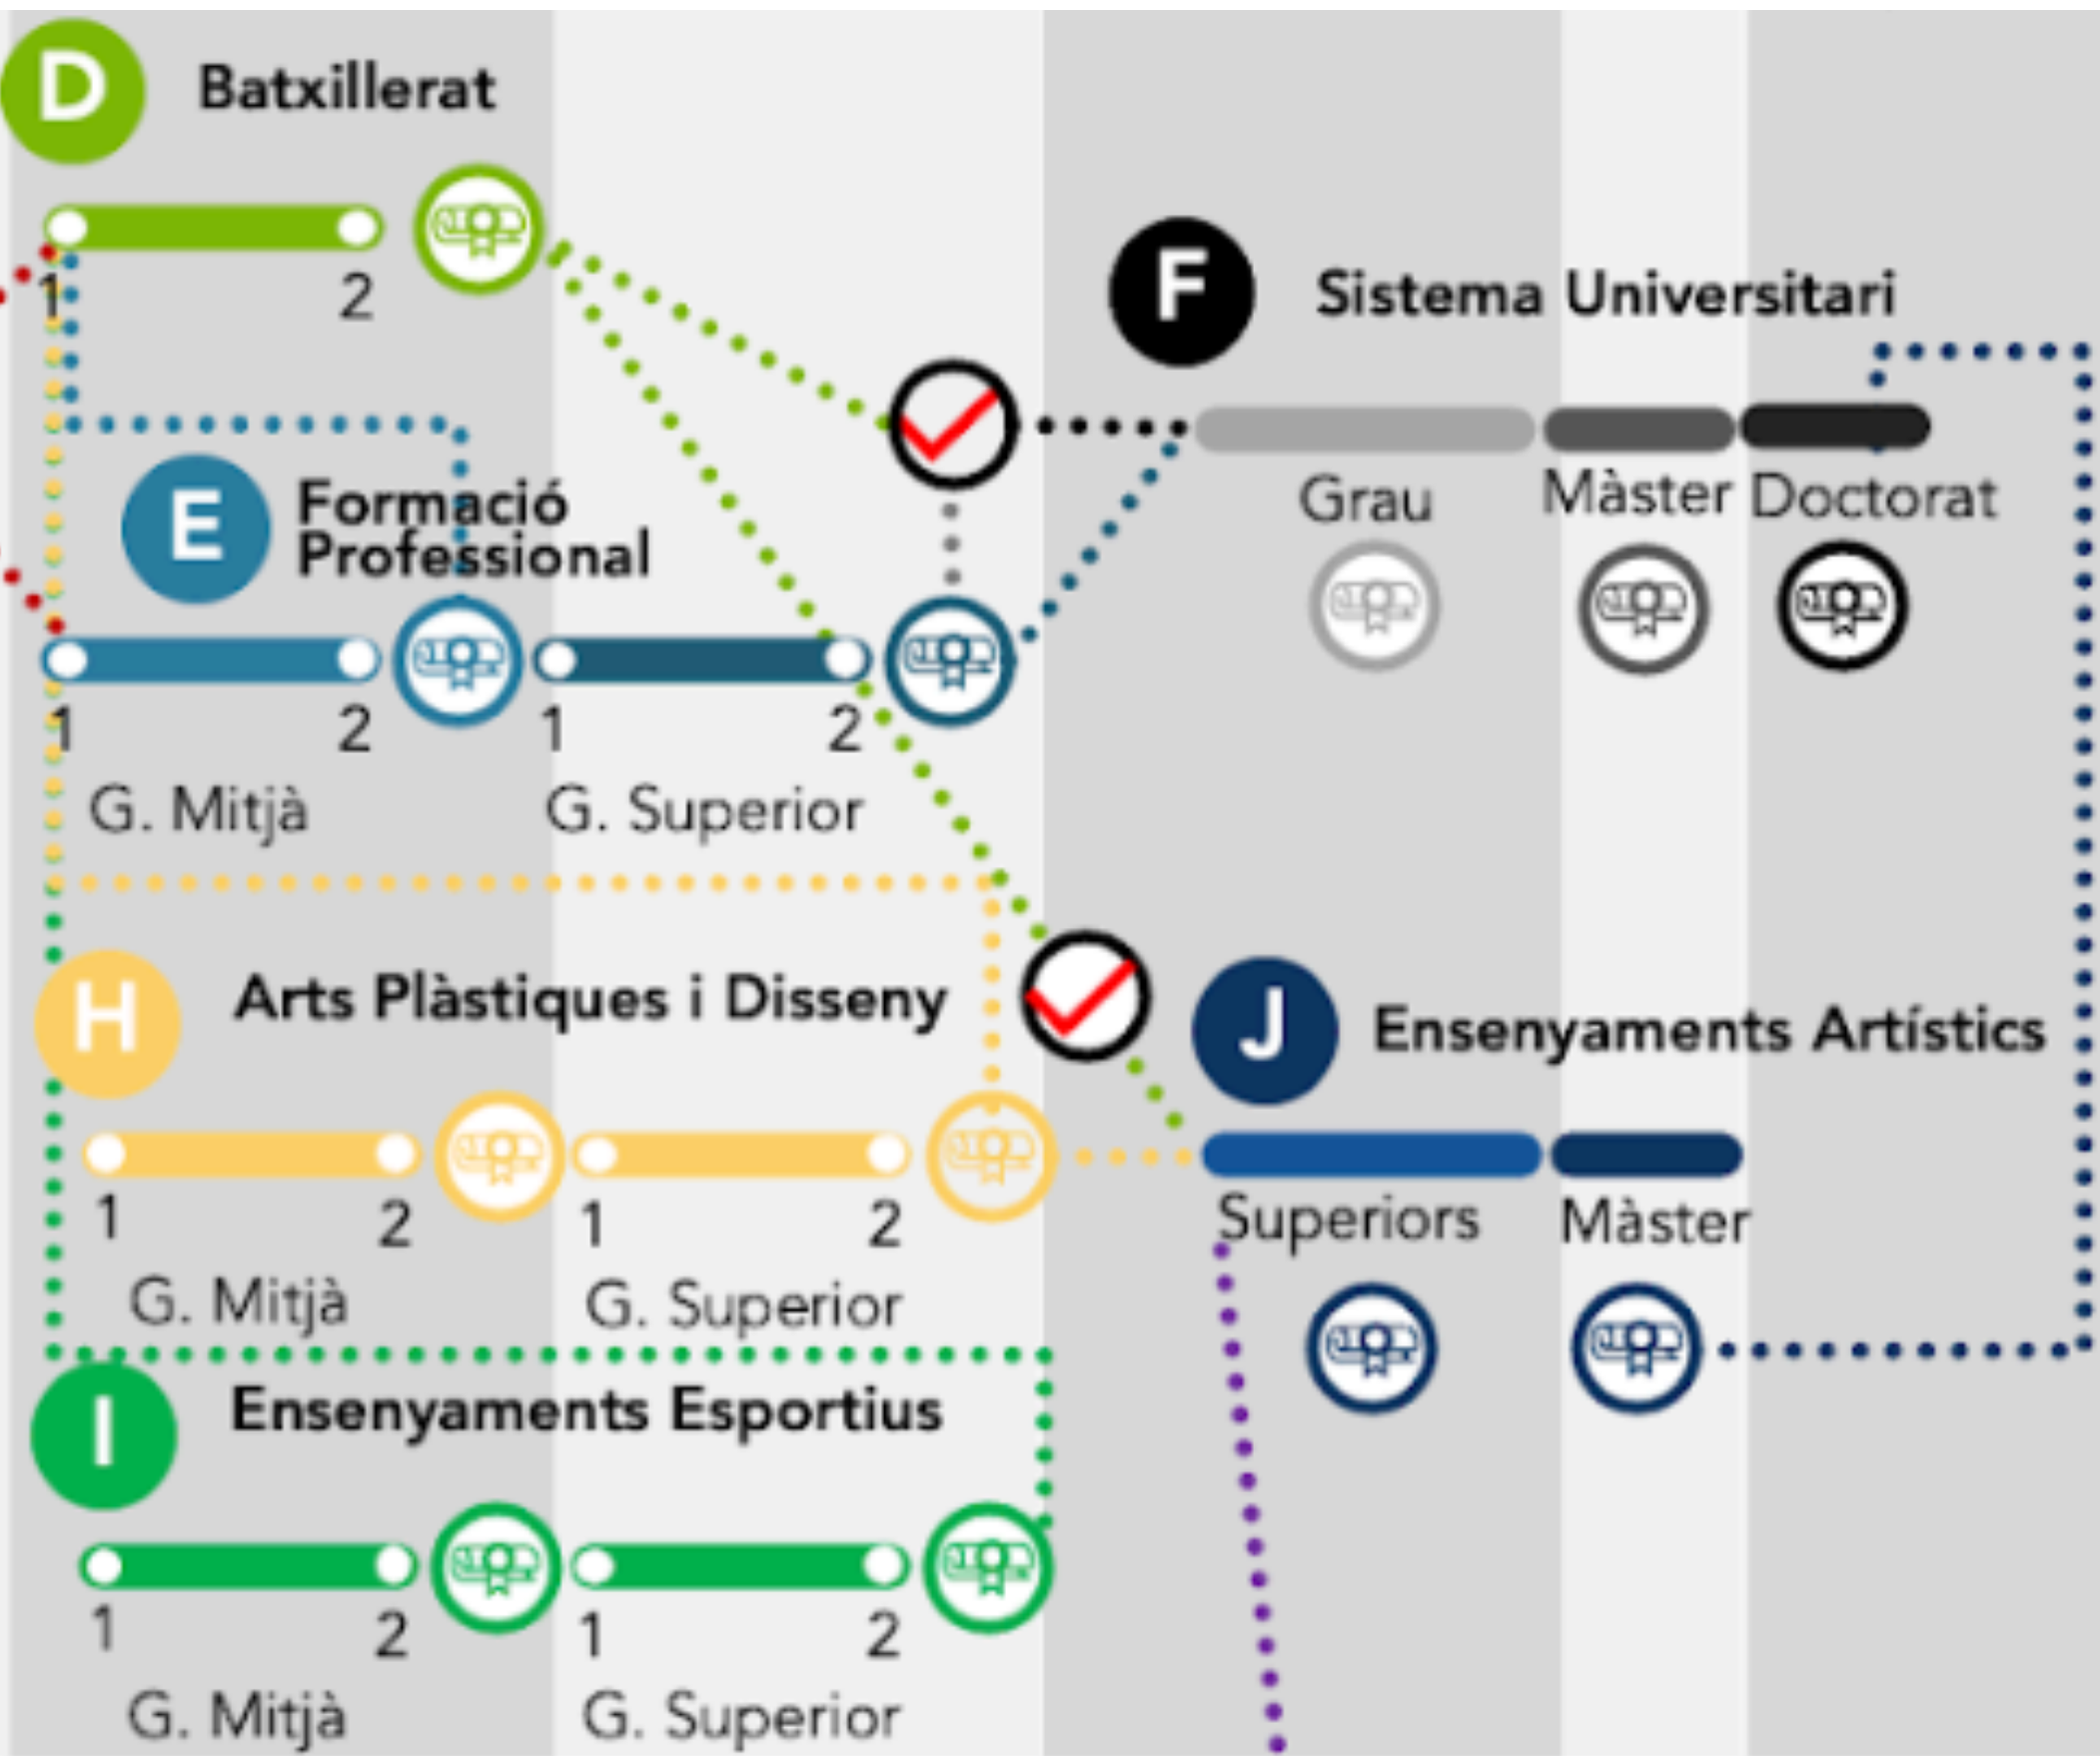 D Batxillerat
1 2
F Sistema Universitari
Grau Màster Doctorat
E Formació
Professional
1 2 1 2
G. Mitjà G. Superior
H Arts Plàstiques i Disseny
1 2 1 2
G. Mitjà G. Superior
J Ensenyaments Artístics
Superiors Màster
I Ensenyaments Esportius
1 2 1 2
G. Mitjà G. Superior